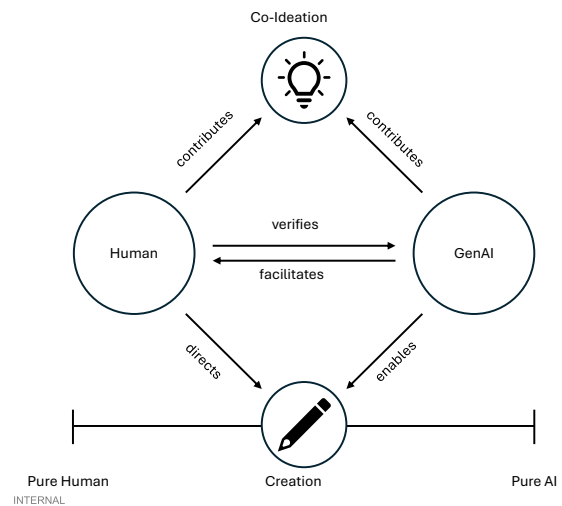 Co-Ideation
contributes
contributes
verifies
Human
GenAI
facilitates
directs
enables
Pure Human
Creation
Pure AI
INTERNAL